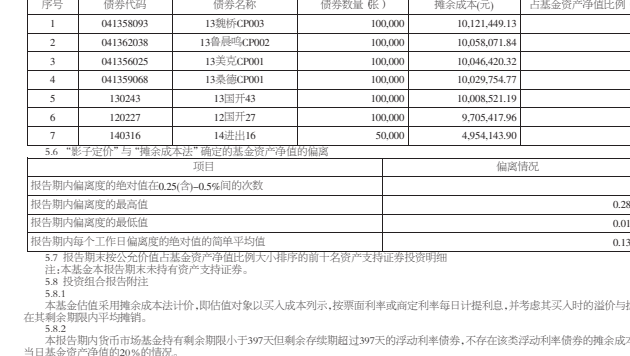 序号 债券代码 债券名称 债券数量(张) 摊余成本(元) 占基金资产净值比例
1 041358093 13魏桥CP003 100,000 10,121,449.13
2 041362038 13鲁晨鸣CP002 100,000 10,058,071.84
3 041356025 13美克CP001 100,000 10,046,420.32
4 041359068 13桑德CP001 100,000 10,029,754.77
5 130243 13国开43 100,000 10,008,521.19
6 120227 12国开27 100,000 9,705,417.96
7 140316 14进出16 50,000 4,954,143.90
5.6 “影子定价”与“摊余成本法”确定的基金资产净值的偏离
项目 偏离情况
报告期内偏离度的绝对值在0.25(含)-0.5%间的次数
报告期内偏离度的最高值 0.28
报告期内偏离度的最低值 0.01
报告期内每个工作日偏离度的绝对值的简单平均值 0.13
5.7 报告期末按公允价值占基金资产净值比例大小排序的前十名资产支持证券投资明细
注:本基金本报告期末未持有资产支持证券。
5.8 投资组合报告附注
5.8.1
本基金估值采用摊余成本法计价,即估值对象以买入成本列示,按票面利率或商定利率每日计提利息,并考虑其买入时的溢价与折
在其剩余期限内平均摊销。
5.8.2
本报告期内货币市场基金持有剩余期限小于397天但剩余存续期超过397天的浮动利率债券,不存在该类浮动利率债券的摊余成本
当日基金资产净值的20%的情况。